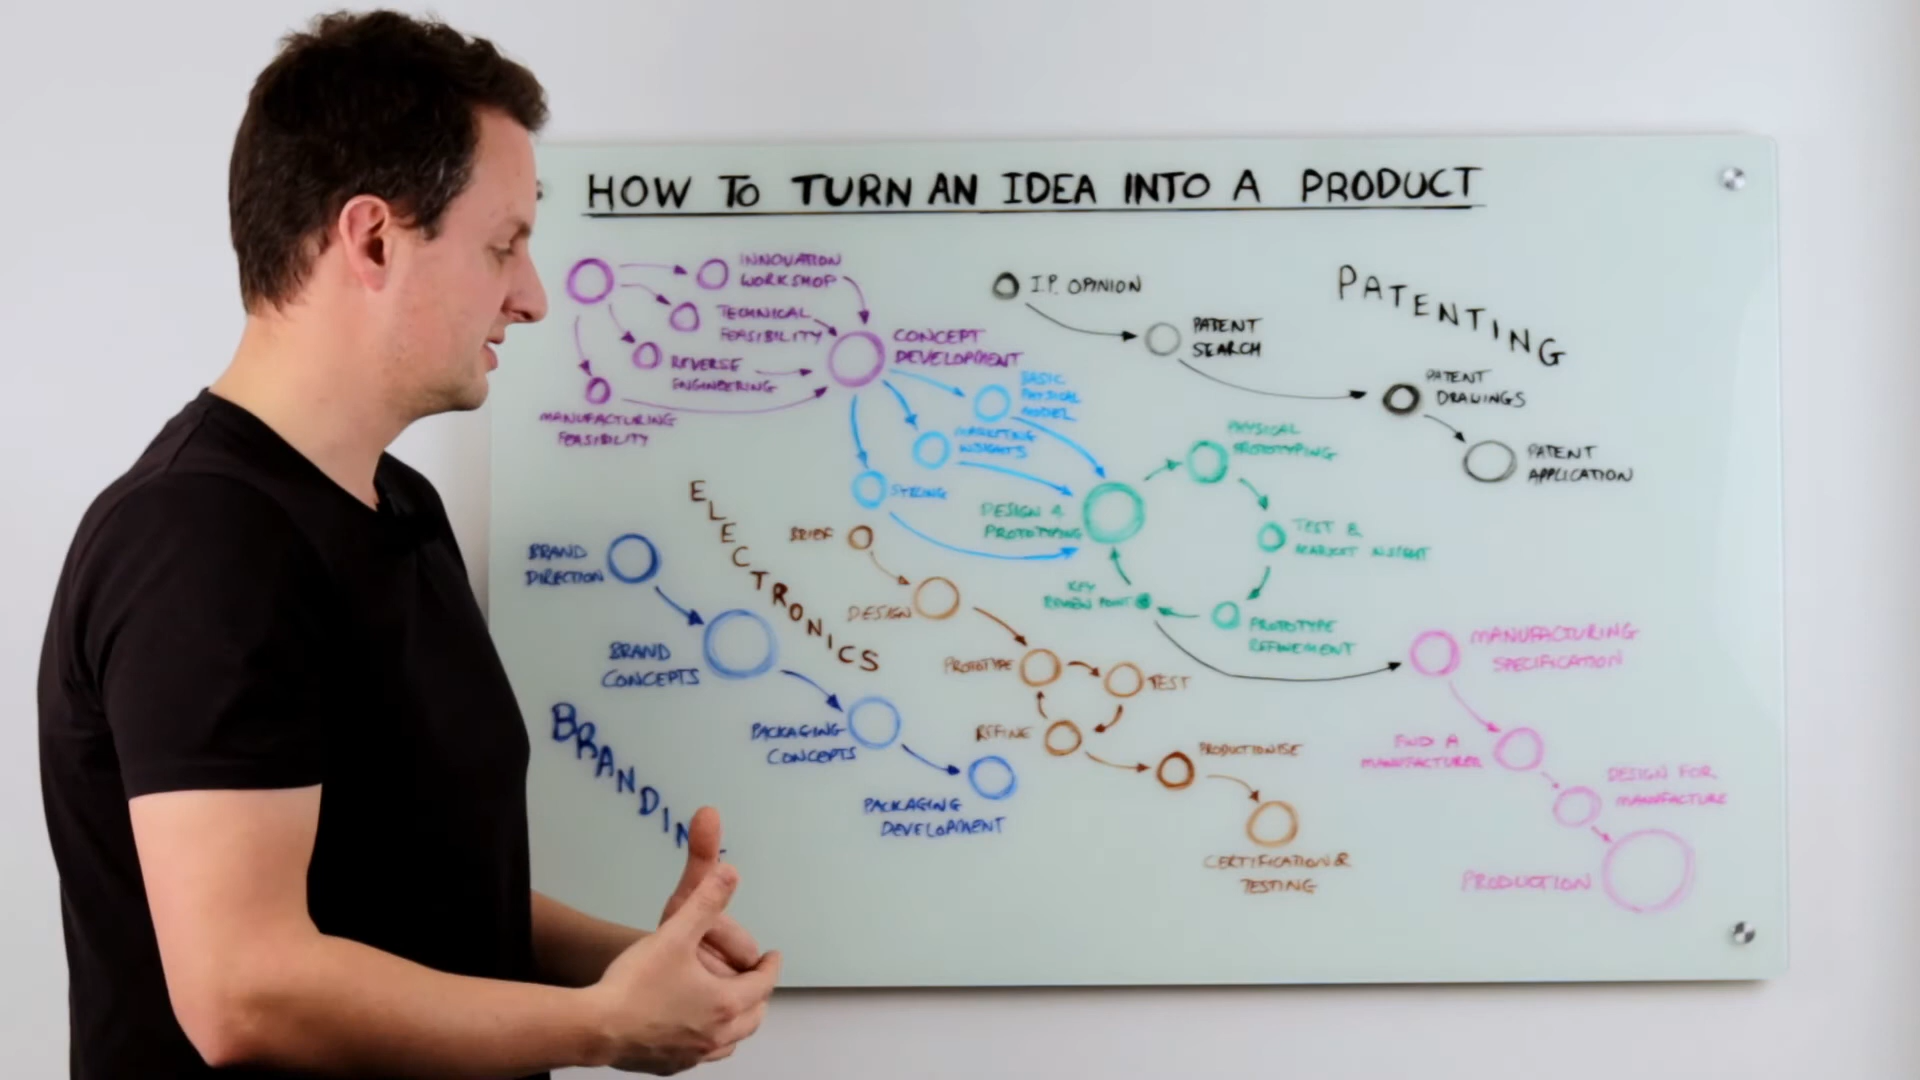 HOW TO TURN AN IDEA INTO A PRODUCT
INNOVATION
WORKSHOP
TECHNICAL
FEASIBILITY
REVERSE
ENGINEERING
MANUFACTURING
FEASIBILITY
CONCEPT
DEVELOPMENT
BASIC
PHYSICAL
MODEL
MARKETING
INSIGHTS
STYLING
I.P. OPINION
PATENT
SEARCH
PATENT
DRAWINGS
PATENT
APPLICATION
PATENTING
DESIGN &
PROTOTYPING
PHYSICAL
PROTOTYPING
TEST &
MARKET INSIGHT
PROTOTYPE
REFINEMENT
KEY
REVIEW POINT
ELECTRONICS
BRIEF
DESIGN
PROTOTYPE
TEST
REFINE
PRODUCTIONISE
CERTIFICATION &
TESTING
BRAND
DIRECTION
BRAND
CONCEPTS
PACKAGING
CONCEPTS
PACKAGING
DEVELOPMENT
BRANDIN
MANUFACTURING
SPECIFICATION
FIND A
MANUFACTURER
DESIGN FOR
MANUFACTURE
PRODUCTION